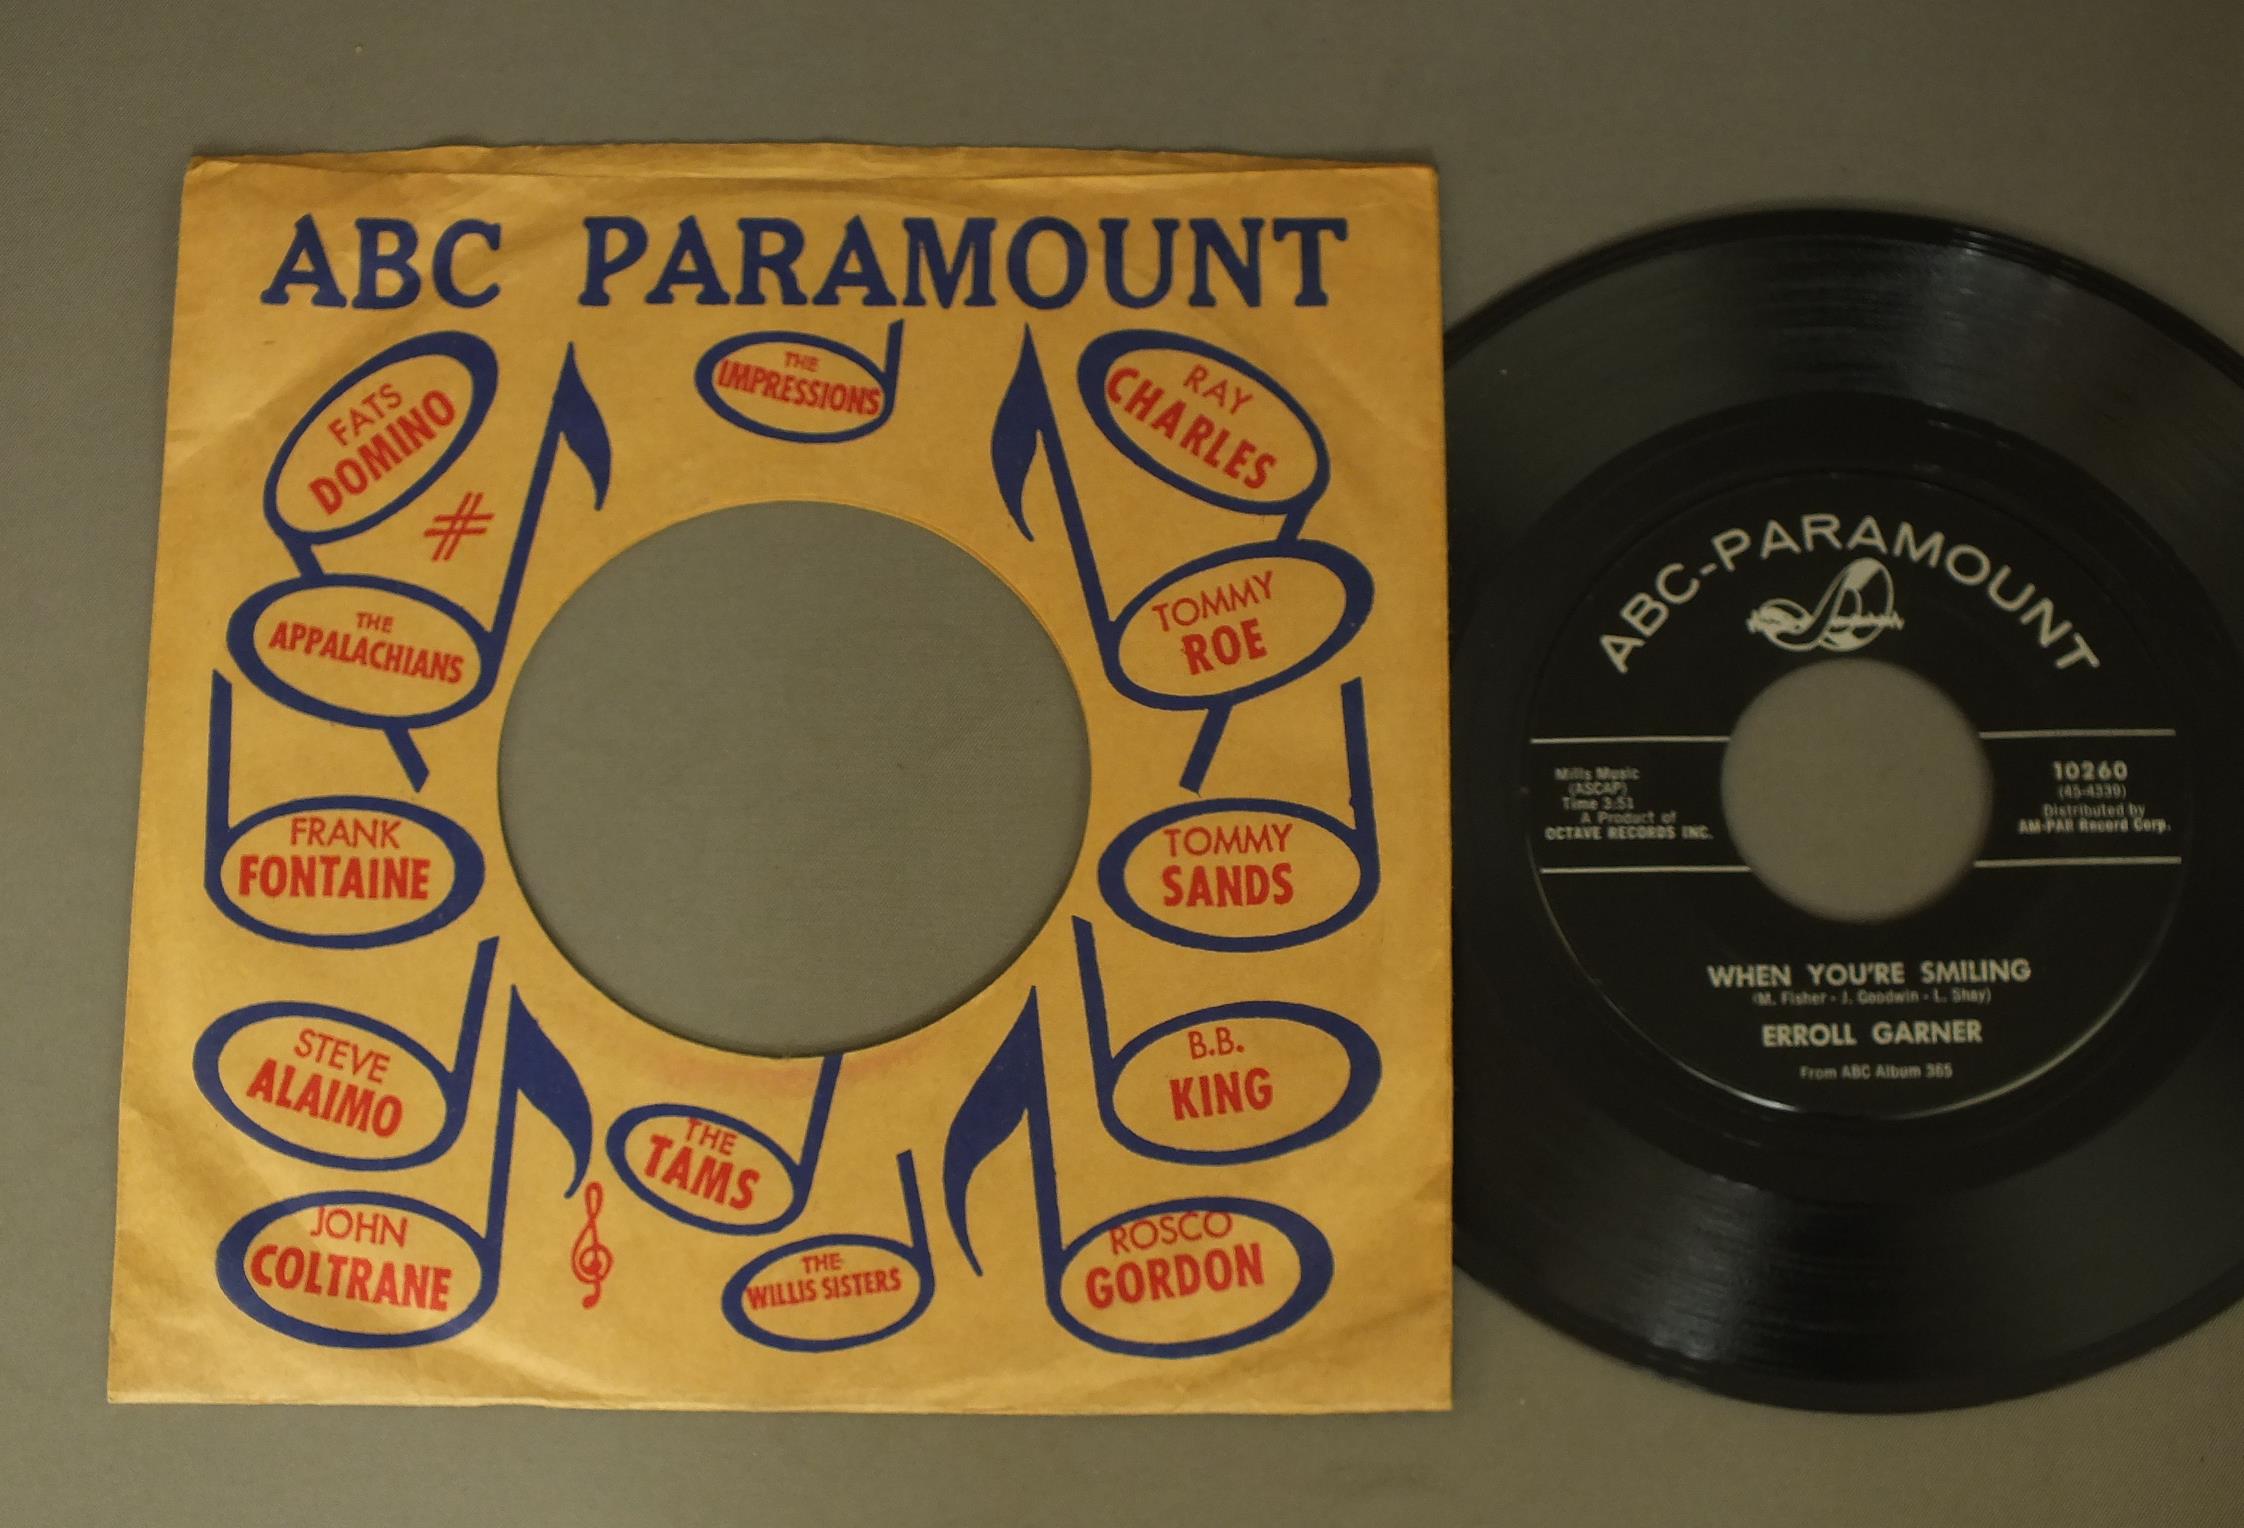 ABC PARAMOUNT
FATS
DOMINO
THE
IMPRESSIONS
RAY
CHARLES
#
THE
APPALACHIANS
TOMMY
ROE
FRANK
FONTAINE
TOMMY
SANDS
STEVE
ALAIMO
B.B.
KING
THE
TAMS
JOHN
COLTRANE
THE
WILLIS SISTERS
ROSCO
GORDON
ABC-PARAMOUNT
Mills Music
(ASCAP)
Time 3:51
A Product of
OCTAVE RECORDS INC.
10260
(45-4339)
Distributed by
AM-PAR Record Corp.
WHEN YOU'RE SMILING
(M. Fisher - J. Goodwin - L. Shay)
ERROLL GARNER
From ABC Album 365